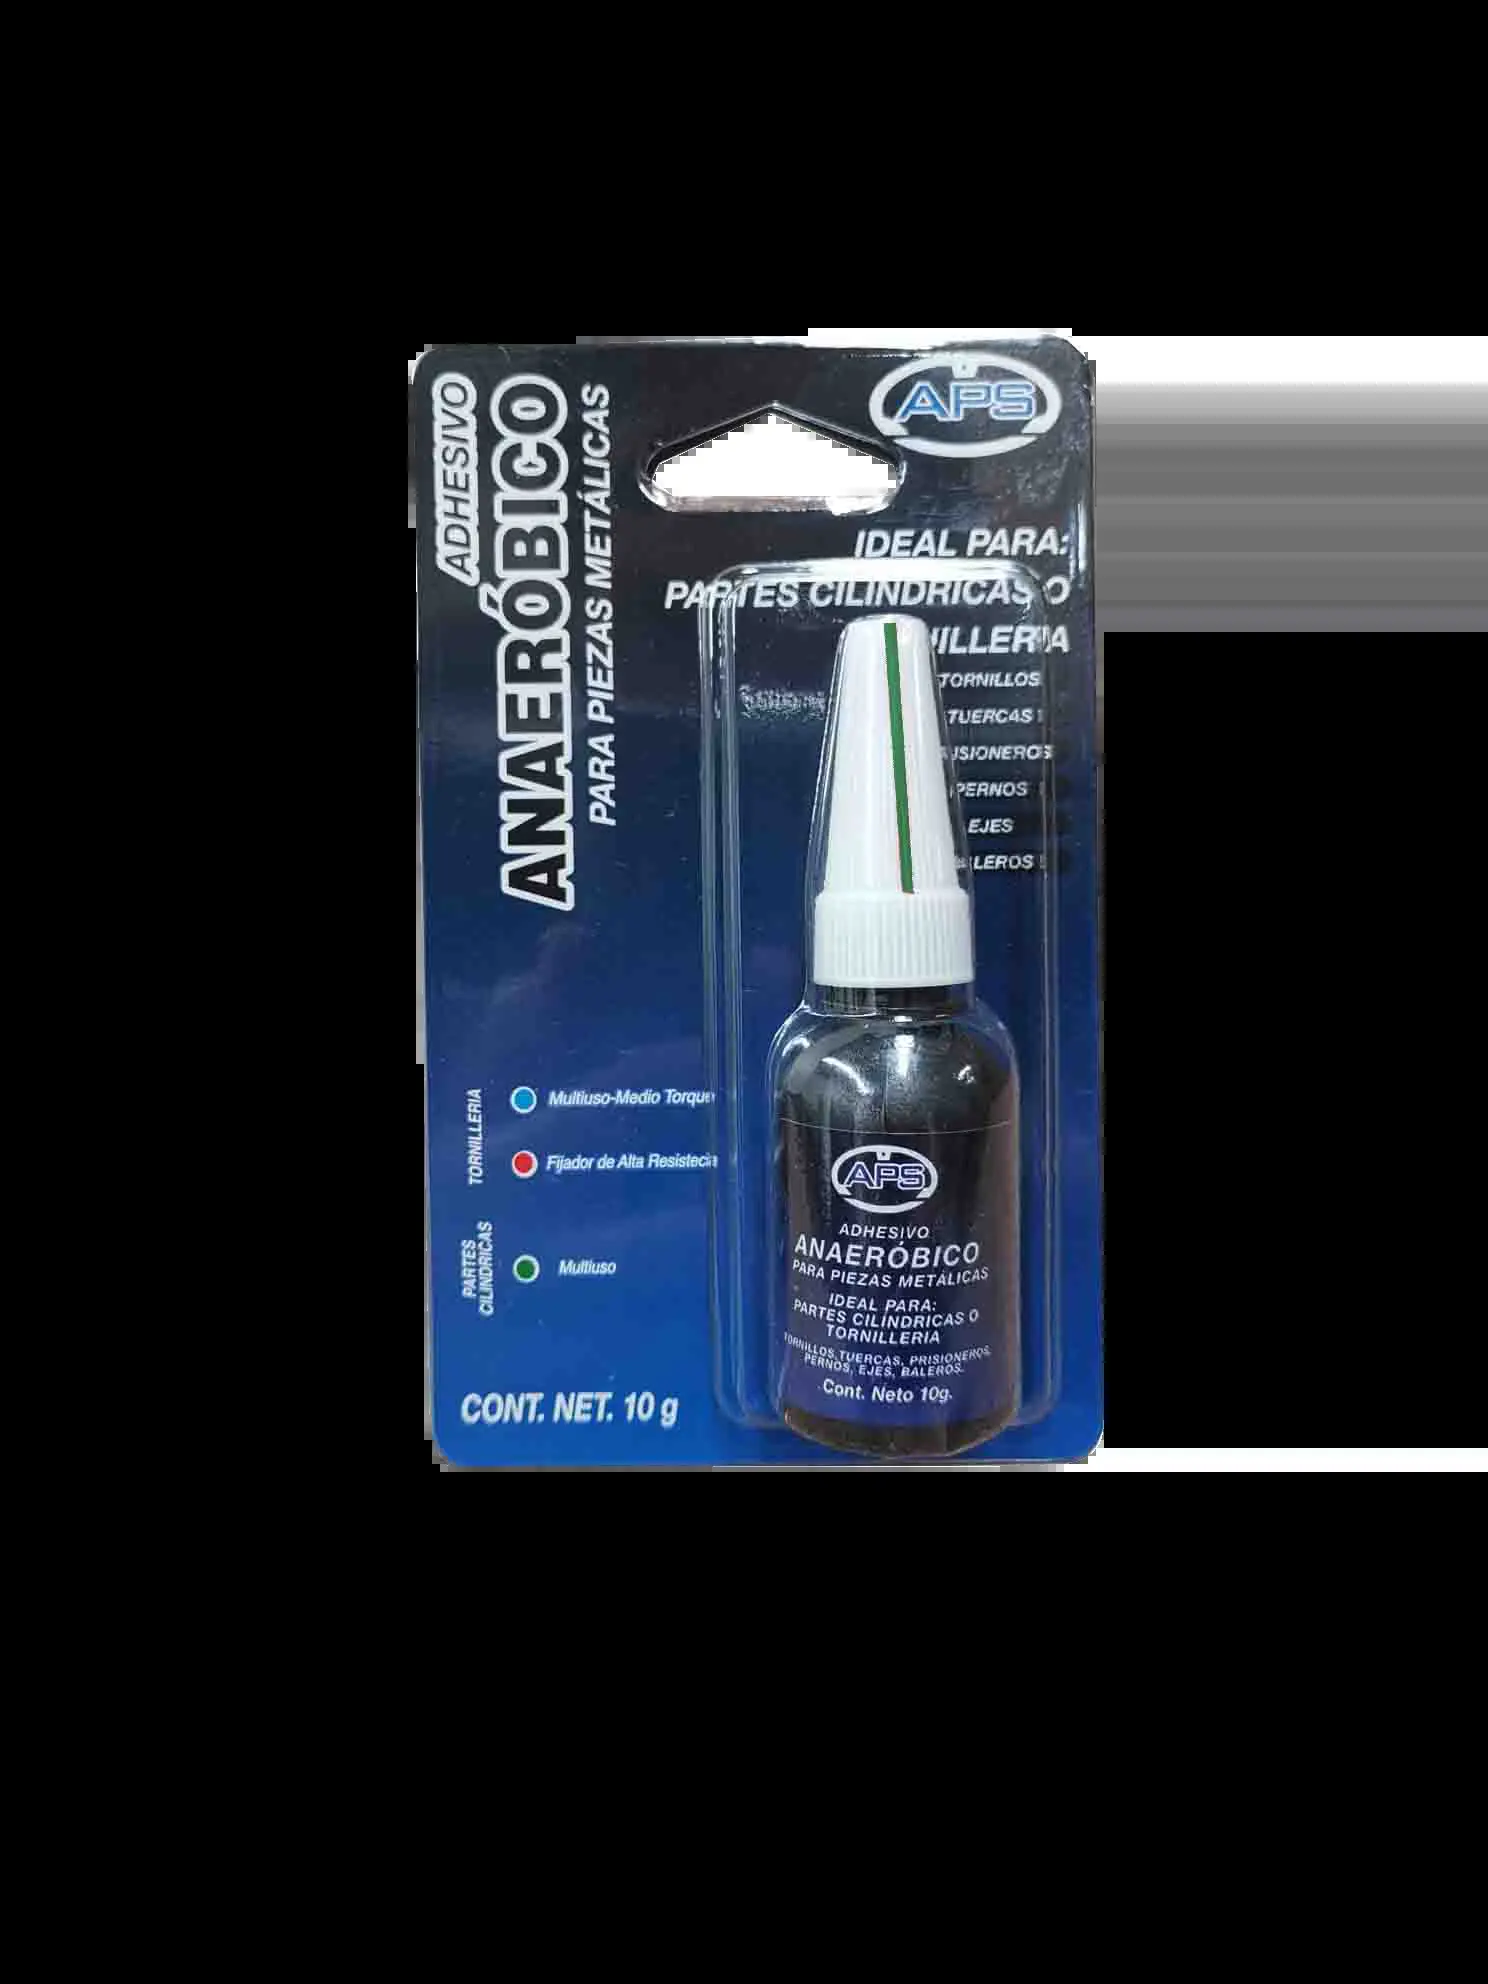 ADHESIVO
ANAERÓBICO
PARA PIEZAS METÁLICAS
APS
IDEAL PARA:
PARTES CILÍNDRICAS O
TORNILLOS
TUERCAS
PERNOS
EJES
TORNILLERIA
Multiuso-Medio Torque
Fijador de Alta Resistecia
PARTES
CILINDRICAS
Multiuso
CONT. NET. 10 g
APS
ADHESIVO
ANAERÓBICO
PARA PIEZAS METÁLICAS
IDEAL PARA:
PARTES CILÍNDRICAS O
TORNILLERIA
TORNILLOS, TUERCAS, PRISIONEROS,
PERNOS, EJES, BALEROS.
Cont. Neto 10g.